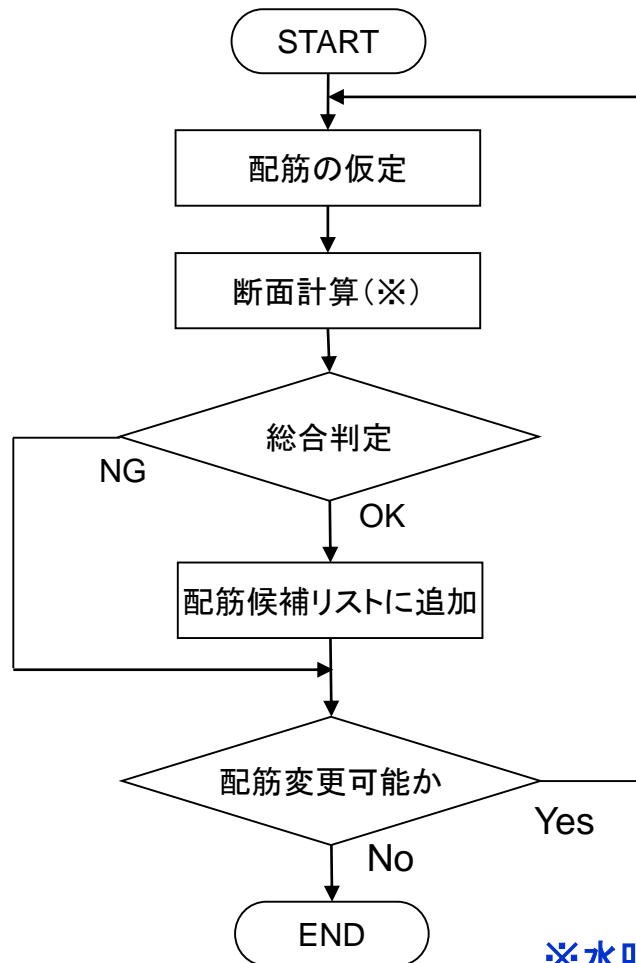 START
配筋の仮定
断面計算(※)
総合判定
NG
OK
配筋候補リストに追加
配筋変更可能か
Yes
No
END
※水